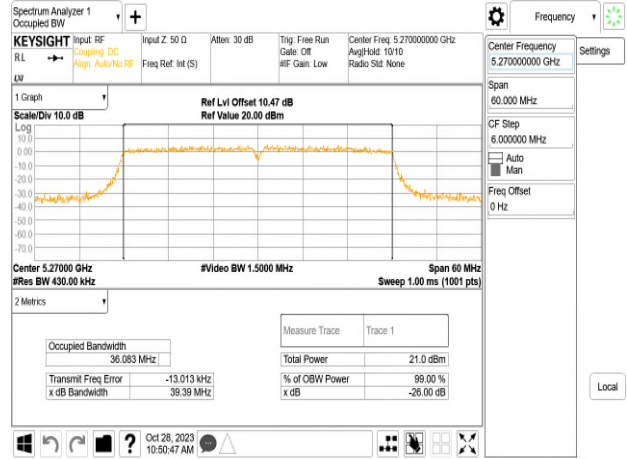 Spectrum Analyzer 1
Occupied BW
Frequency
KEYSIGHT
RL
LXI
Input: RF
Coupling: DC
Align: Auto/No RF
Input Z: 50 Ω
Freq Ref: Int (S)
Atten: 30 dB
Trig: Free Run
Gate: Off
#IF Gain: Low
Center Freq: 5.270000000 GHz
Avg|Hold: 10/10
Radio Std: None
Center Frequency
5.270000000 GHz
Settings
Span
60.000 MHz
CF Step
6.000000 MHz
Auto
Man
Freq Offset
0 Hz
Local
1 Graph
Scale/Div 10.0 dB
Ref Lvl Offset 10.47 dB
Ref Value 20.00 dBm
Log
10.0
0.00
-10.0
-20.0
-30.0
-40.0
-50.0
-60.0
-70.0
Center 5.27000 GHz
#Res BW 430.00 kHz
#Video BW 1.5000 MHz
Span 60 MHz
Sweep 1.00 ms (1001 pts)
2 Metrics
Measure Trace
Trace 1
Occupied Bandwidth
36.083 MHz
Total Power
21.0 dBm
Transmit Freq Error
-13.013 kHz
% of OBW Power
99.00 %
x dB Bandwidth
39.39 MHz
x dB
-26.00 dB
?
Oct 28, 2023
10:50:47 AM